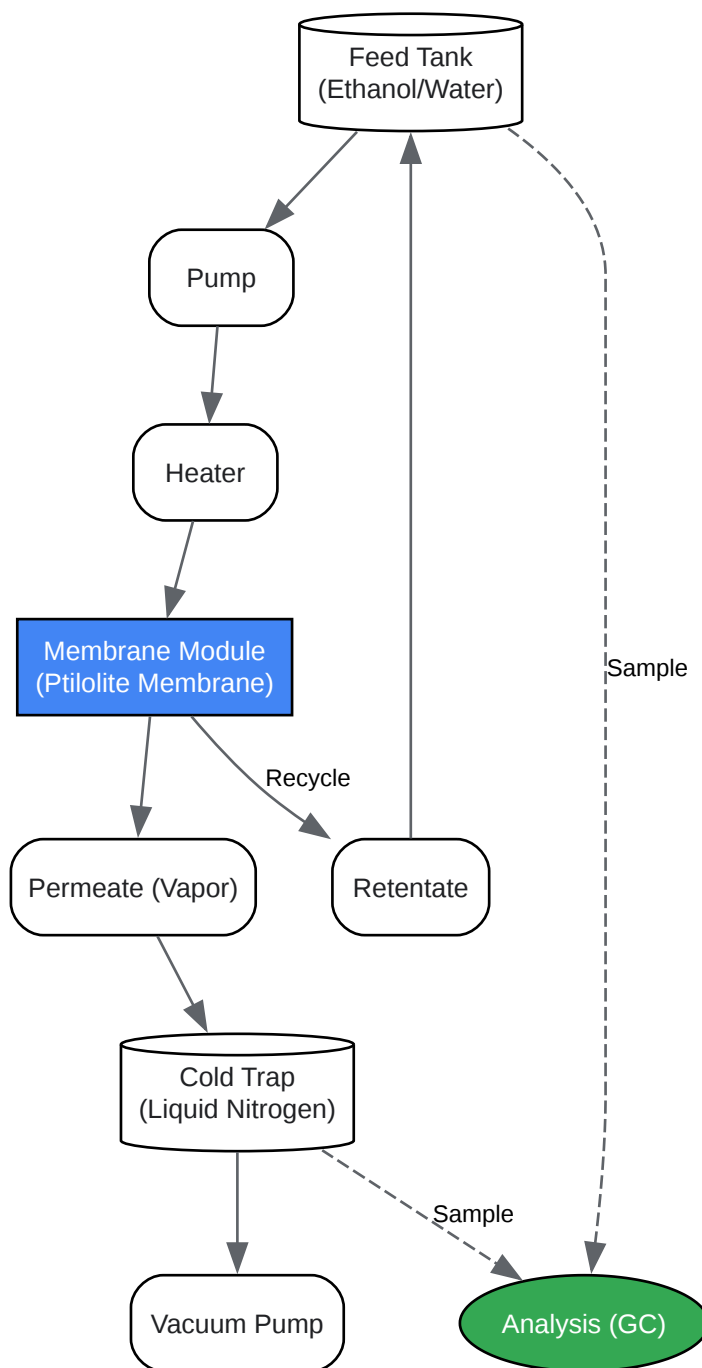 Feed Tank
(Ethanol/Water)
Pump
Heater
Membrane Module
(Ptilolite Membrane)
Sample
Recycle
Permeate (Vapor)
Retentate
Cold Trap
(Liquid Nitrogen)
Sample
Vacuum Pump
Analysis (GC)